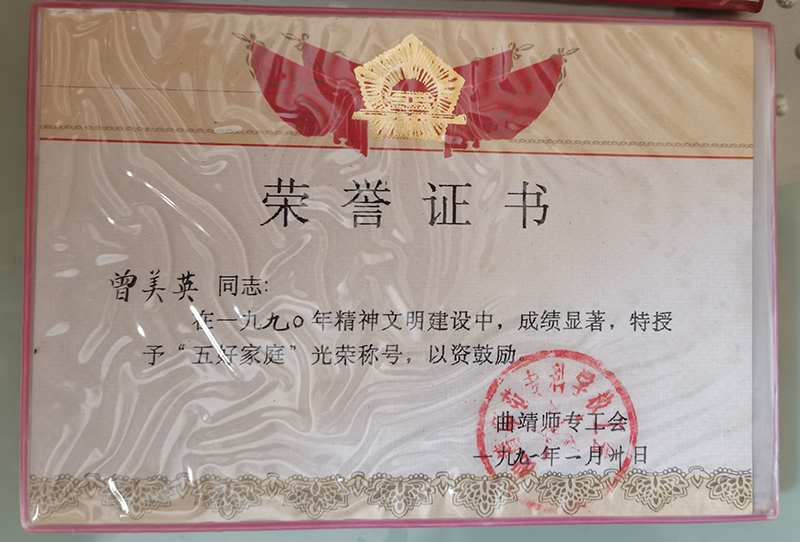 荣誉证书
曾美英 同志:
在一九九〇年精神文明建设中，成绩显著，特授
予“五好家庭”光荣称号，以资鼓励。
曲靖师专工会
一九九一年一月卅日